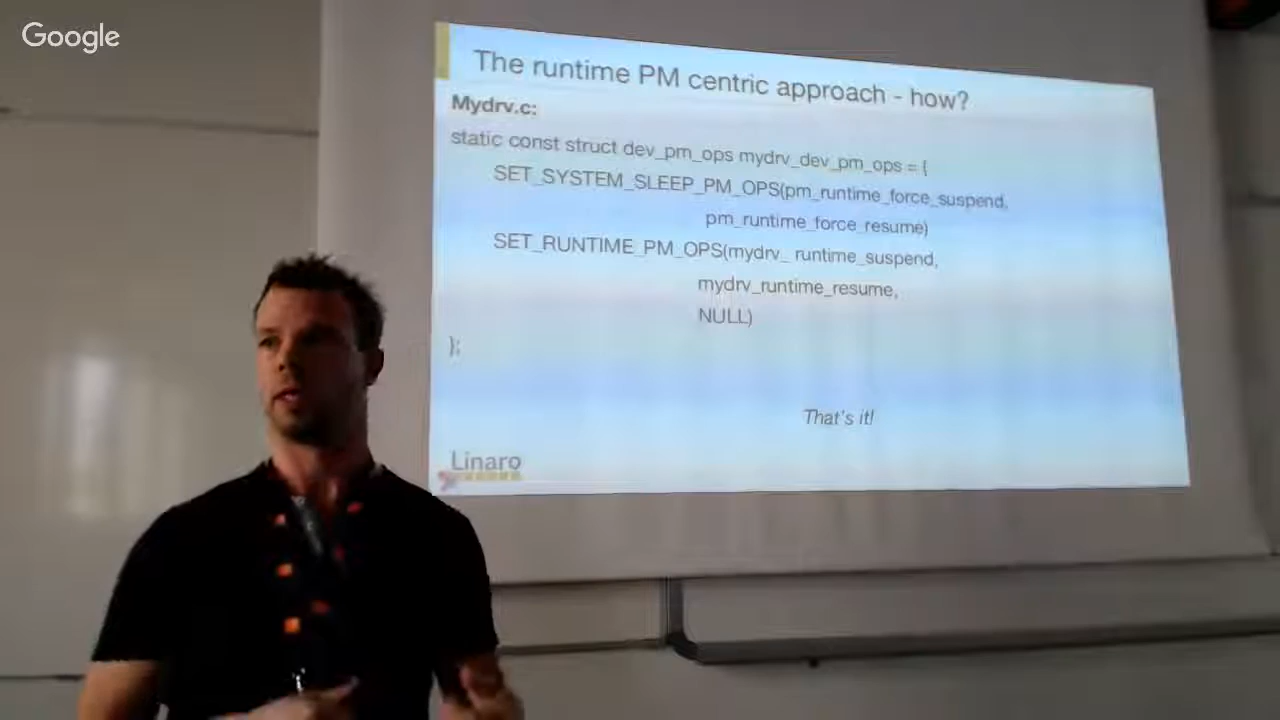 Google
The runtime PM centric approach - how?
Mydrv.c:
static const struct dev_pm_ops mydrv_dev_pm_ops = {
SET_SYSTEM_SLEEP_PM_OPS(pm_runtime_force_suspend,
pm_runtime_force_resume)
SET_RUNTIME_PM_OPS(mydrv_ runtime_suspend,
mydrv_runtime_resume,
NULL)
};
That's it!
Linaro